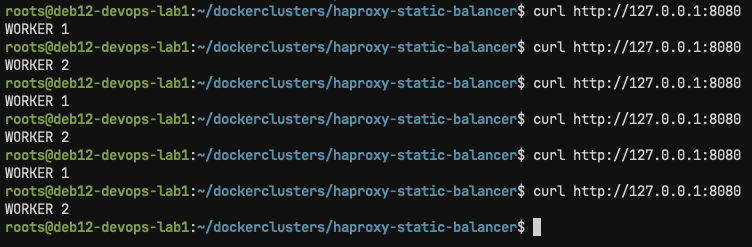 roots@deb12-devops-lab1:~/dockerclusters/haproxy-static-balancer$ curl http://127.0.0.1:8080
WORKER 1
roots@deb12-devops-lab1:~/dockerclusters/haproxy-static-balancer$ curl http://127.0.0.1:8080
WORKER 2
roots@deb12-devops-lab1:~/dockerclusters/haproxy-static-balancer$ curl http://127.0.0.1:8080
WORKER 1
roots@deb12-devops-lab1:~/dockerclusters/haproxy-static-balancer$ curl http://127.0.0.1:8080
WORKER 2
roots@deb12-devops-lab1:~/dockerclusters/haproxy-static-balancer$ curl http://127.0.0.1:8080
WORKER 1
roots@deb12-devops-lab1:~/dockerclusters/haproxy-static-balancer$ curl http://127.0.0.1:8080
WORKER 2
roots@deb12-devops-lab1:~/dockerclusters/haproxy-static-balancer$